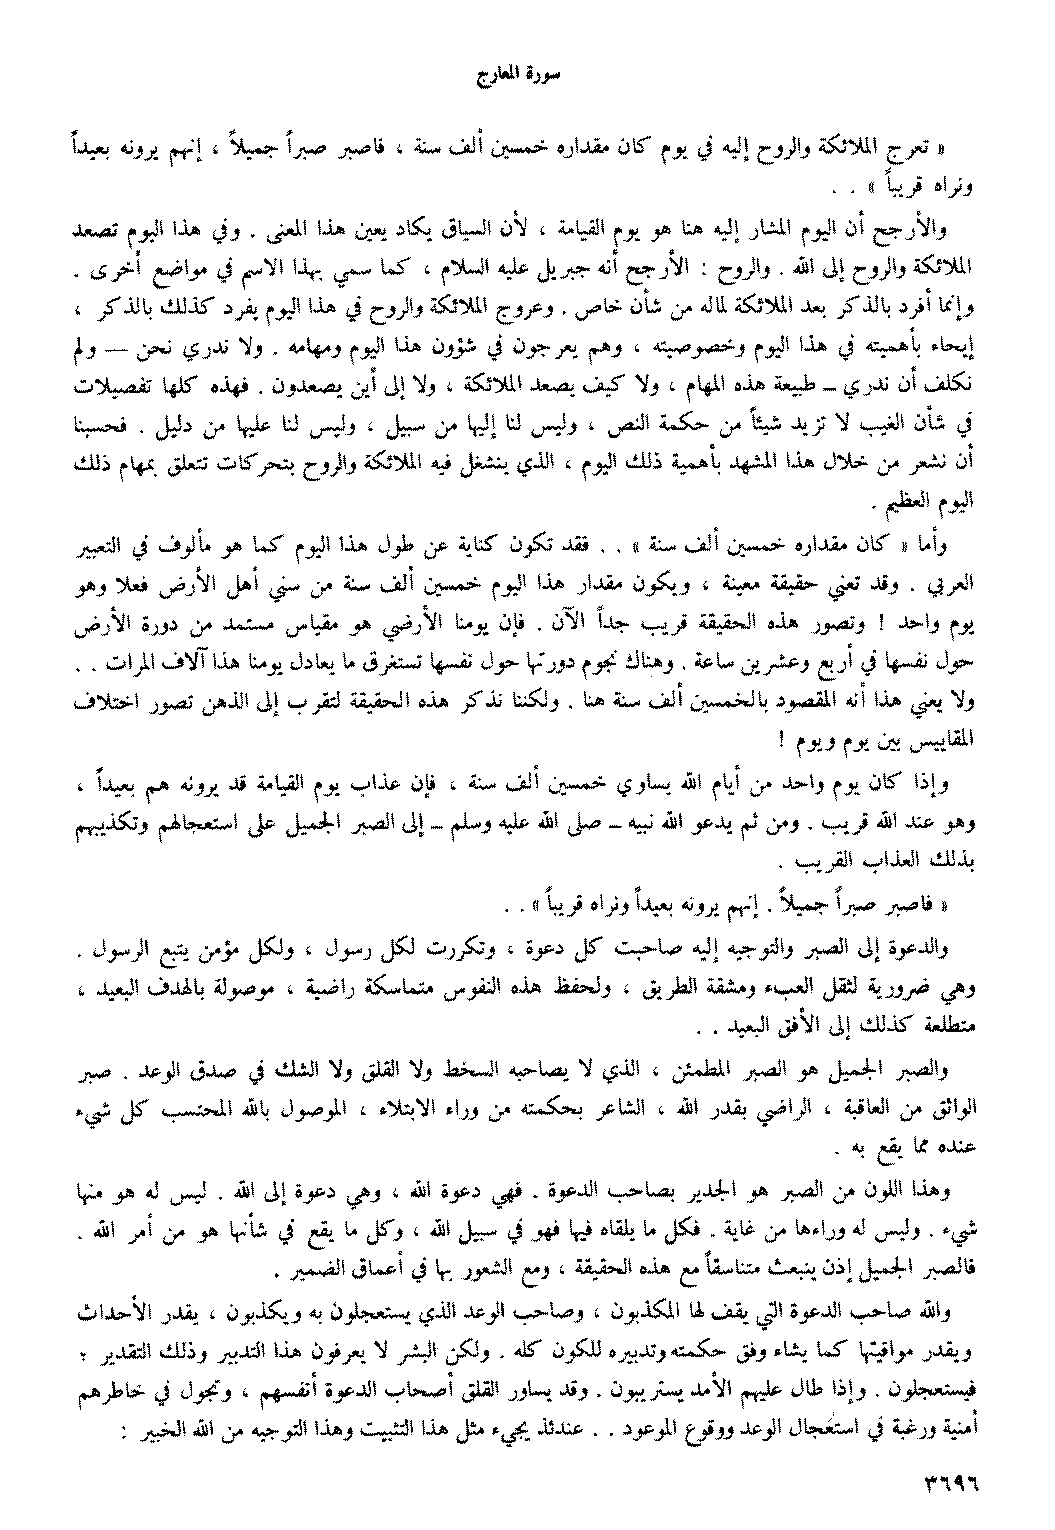 سورة المعارج
« تعرج الملائكة والروح إليه في يوم كان مقداره خمسين ألف سنة ، فاصبر صبراً جميلاً ، إنهم يرونه بعيداً
ونراه قريباً » . .
والأرجح أن اليوم المشار إليه هنا هو يوم القيامة ، لأن السياق يكاد يعين هذا المعنى . وفي هذا اليوم تصعد
الملائكة والروح إلى الله . والروح : الأرجح أنه جبريل عليه السلام ، كما سمي بهذا الاسم في مواضع أخرى .
وإنما أفرد بالذكر بعد الملائكة لماله من شأن خاص . وعروج الملائكة والروح في هذا اليوم يفرد كذلك بالذكر ،
إيحاء بأهميته في هذا اليوم وخصوصيته ، وهم يعرجون في شؤون هذا اليوم ومهامه . ولا ندري نحن — ولم
نكلف أن ندري – طبيعة هذه المهام ، ولا كيف يصعد الملائكة ، ولا إلى أين يصعدون . فهذه كلها تفصيلات
في شأن الغيب لا تزيد شيئاً من حكمة النص ، وليس لنا إليها من سبيل ، وليس لنا عليها من دليل . فحسبنا
أن نشعر من خلال هذا المشهد بأهمية ذلك اليوم ، الذي ينشغل فيه الملائكة والروح بتحركات تتعلق بمهام ذلك
اليوم العظيم .
وأما « كان مقداره خمسين ألف سنة » . . فقد تكون كناية عن طول هذا اليوم كما هو مألوف في التعبير
العربي . وقد تعني حقيقة معينة ، ويكون مقدار هذا اليوم خمسين ألف سنة من سني أهل الأرض فعلا وهو
يوم واحد ! وتصور هذه الحقيقة قريب جداً الآن . فإن يومنا الأرضي هو مقياس مستمد من دورة الأرض
حول نفسها في أربع وعشرين ساعة . وهناك نجوم دورتها حول نفسها تستغرق ما يعادل يومنا هذا آلاف المرات . .
ولا يعني هذا أنه المقصود بالخمسين ألف سنة هنا . ولكننا نذكر هذه الحقيقة لتقرب إلى الذهن تصور اختلاف
المقاييس بين يوم ويوم !
وإذا كان يوم واحد من أيام الله يساوي خمسين ألف سنة ، فإن عذاب يوم القيامة قد يرونه هم بعيداً ،
وهو عند الله قريب . ومن ثم يدعو الله نبيه – صلى الله عليه وسلم – إلى الصبر الجميل على استعجالهم وتكذيبهم
بذلك العذاب القريب .
« فاصبر صبراً جميلاً . إنهم يرونه بعيداً ونراه قريباً » . .
والدعوة إلى الصبر والتوجيه إليه صاحبت كل دعوة ، وتكررت لكل رسول ، ولكل مؤمن يتبع الرسول .
وهي ضرورية لثقل العبء ومشقة الطريق ، ولحفظ هذه النفوس متماسكة راضية ، موصولة بالهدف البعيد ،
متطلعة كذلك إلى الأفق البعيد . .
والصبر الجميل هو الصبر المطمئن ، الذي لا يصاحبه السخط ولا القلق ولا الشك في صدق الوعد . صبر
الواثق من العاقبة ، الراضي بقدر الله ، الشاعر بحكمته من وراء الابتلاء ، الموصول بالله المحتسب كل شيء
عنده مما يقع به .
وهذا اللون من الصبر هو الجدير بصاحب الدعوة . فهي دعوة الله ، وهي دعوة إلى الله . ليس له هو منها
شيء . وليس له وراءها من غاية . فكل ما يلقاه فيها فهو في سبيل الله ، وكل ما يقع في شأنها هو من أمر الله .
فالصبر الجميل إذن ينبعث متناسقاً مع هذه الحقيقة ، ومع الشعور بها في أعماق الضمير .
والله صاحب الدعوة التي يقف لها المكذبون ، وصاحب الوعد الذي يستعجلون به ويكذبون ، يقدر الأحداث
ويقدر مواقيتها كما يشاء وفق حكمته وتدبيره للكون كله . ولكن البشر لا يعرفون هذا التدبير وذلك التقدير ؛
فيستعجلون . وإذا طال عليهم الأمد يستريبون . وقد يساور القلق أصحاب الدعوة أنفسهم ، وتجول في خاطرهم
أمنية ورغبة في استعجال الوعد ووقوع الموعود . . عندئذ يجيء مثل هذا التثبيت وهذا التوجيه من الله الخبير :
٣٦٩٦